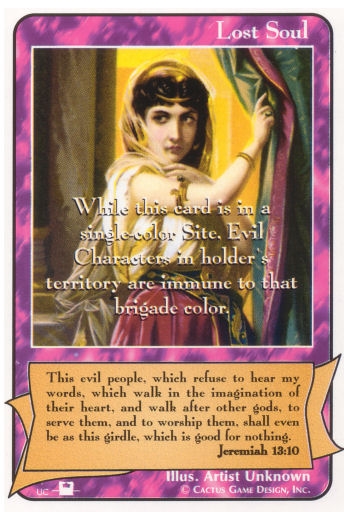 Lost Soul
While this card is in a
single-color Site, Evil
Characters in holder's
territory are immune to that
brigade color.
This evil people, which refuse to hear my
words, which walk in the imagination of
their heart, and walk after other gods, to
serve them, and to worship them, shall even
be as this girdle, which is good for nothing.
Jeremiah 13:10
Illus. Artist Unknown
© Cactus Game Design, Inc.
UC